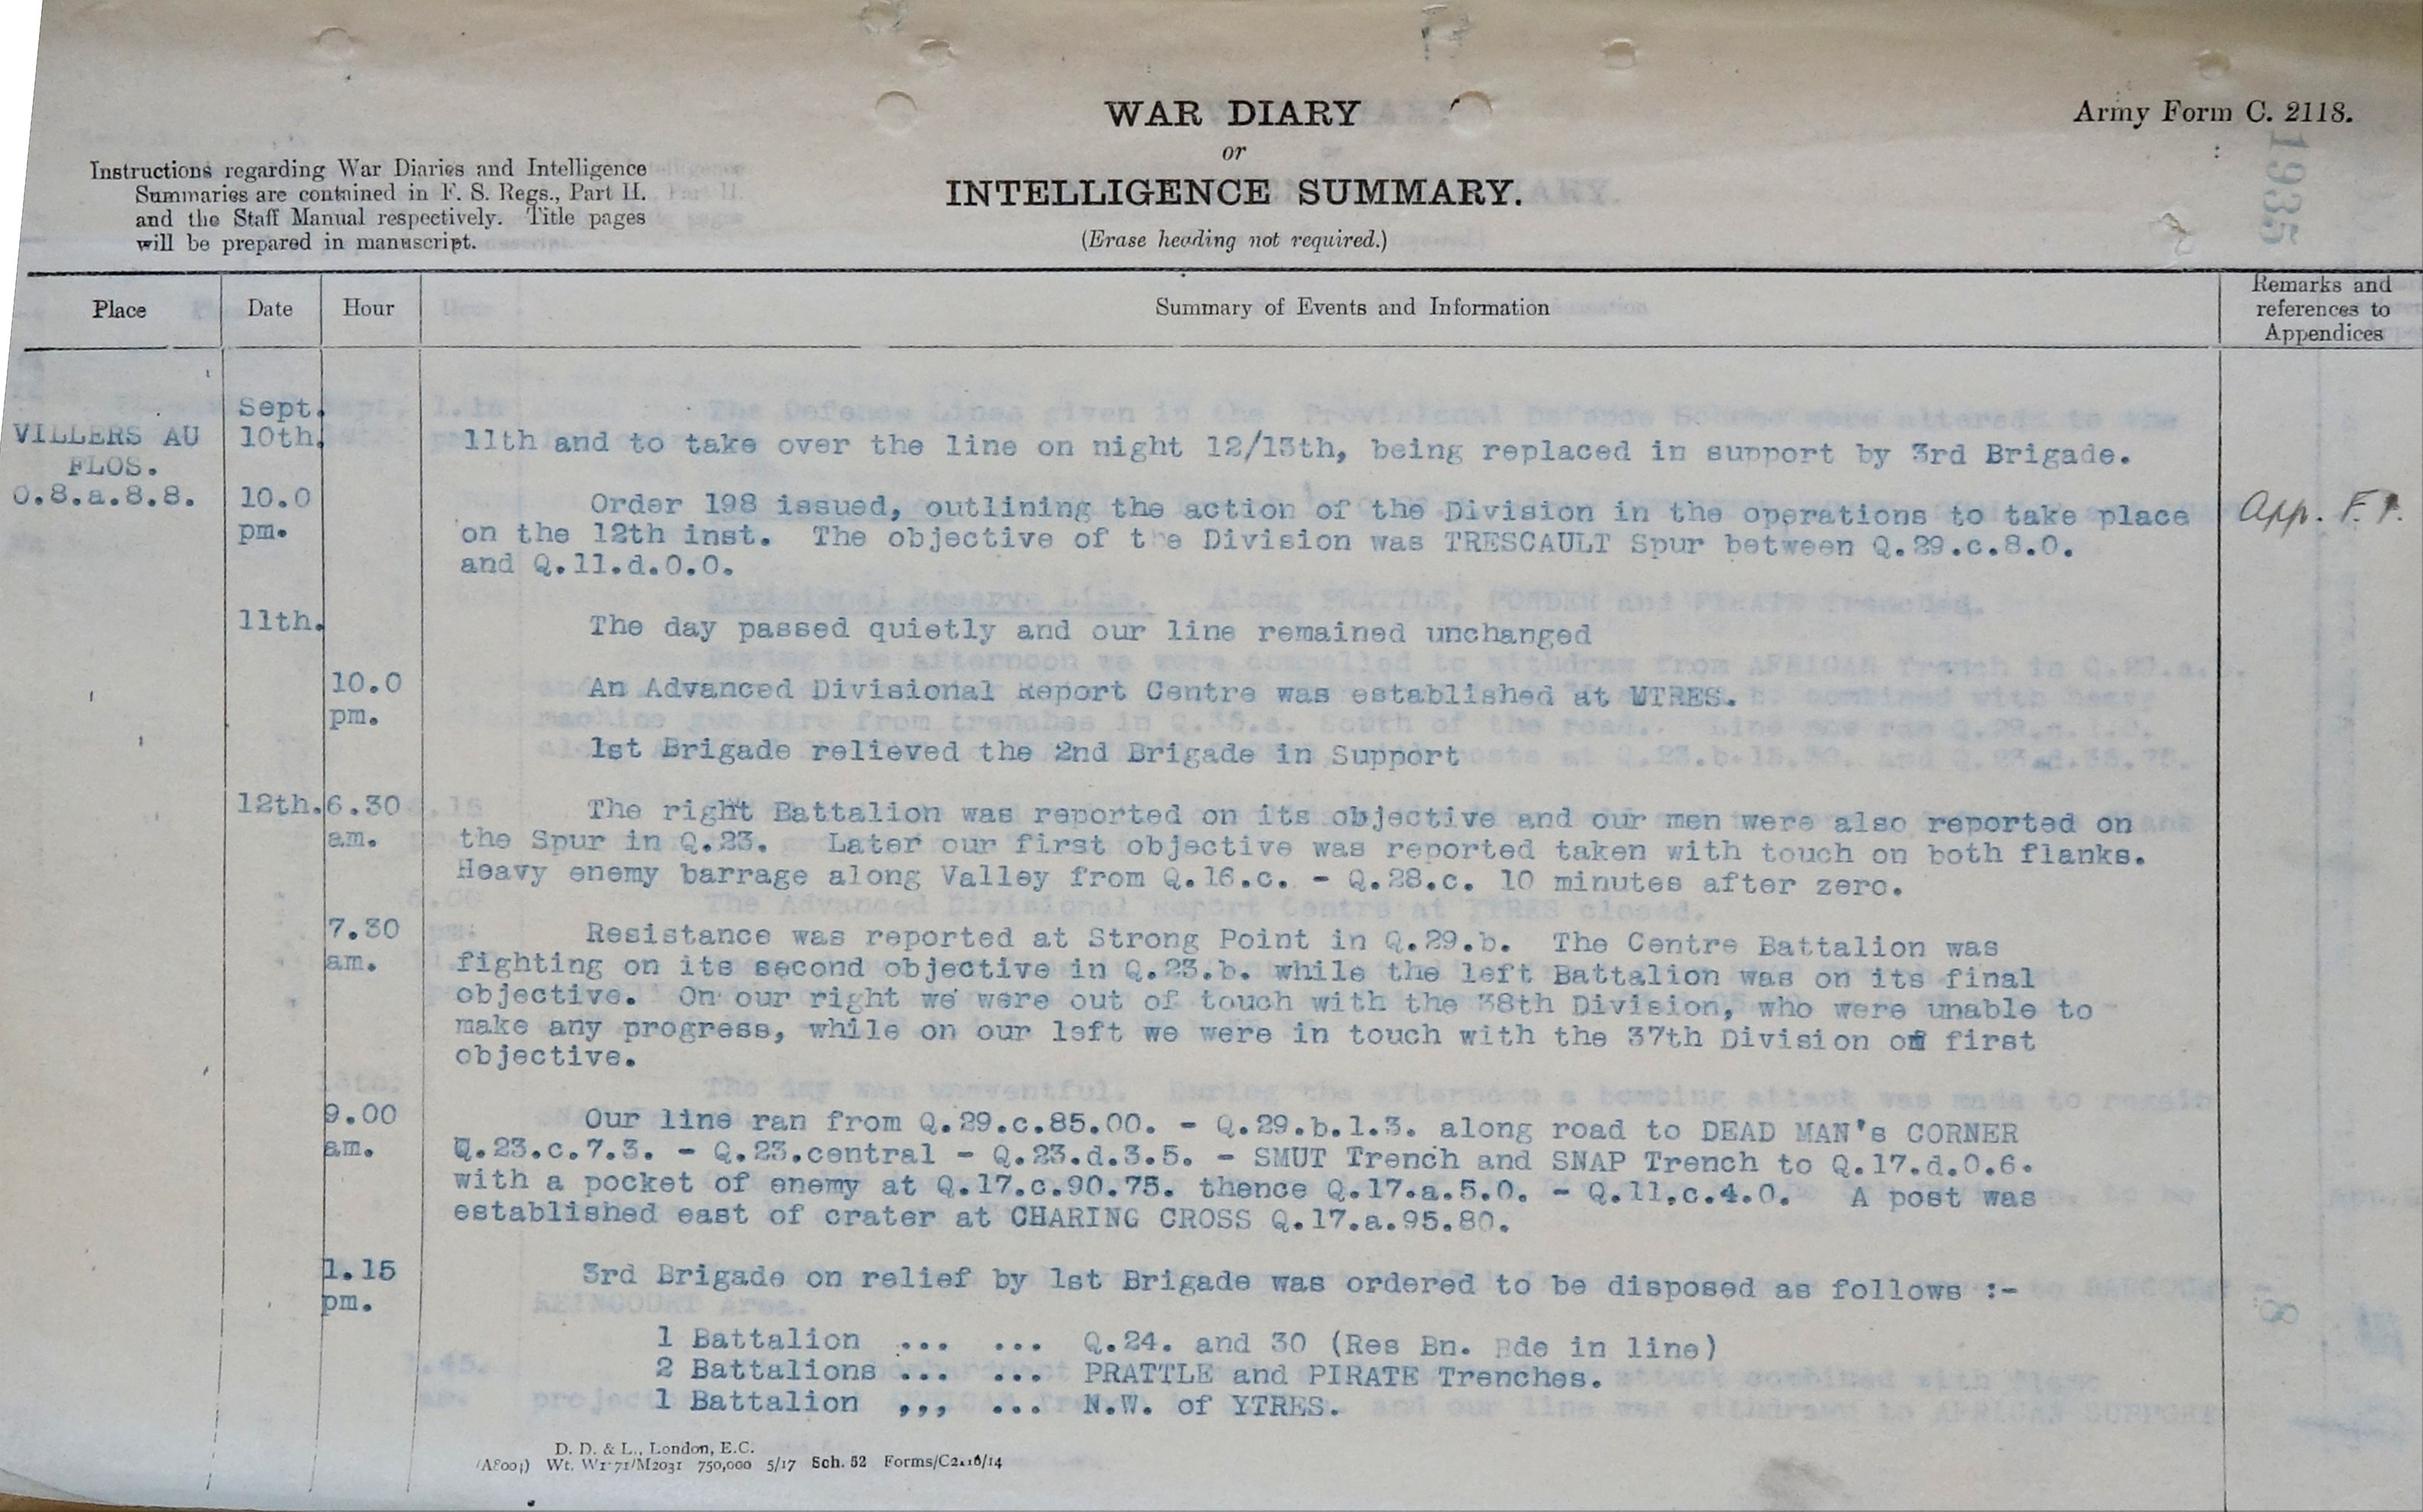 WAR DIARY
or
INTELLIGENCE SUMMARY.
(Erase heading not required.)
Army Form C. 2118.
1935
Instructions regarding War Diaries and Intelligence
Summaries are contained in F. S. Regs., Part II.
and the Staff Manual respectively. Title pages
will be prepared in manuscript.
Place Date Hour Summary of Events and Information Remarks and
references to
Appendices
VILLERS AU
FLOS.
O.8.a.8.8.
Sept.
10th. 11th and to take over the line on night 12/13th, being replaced in support by 3rd Brigade.
10.0
pm.
Order 198 issued, outlining the action of the Division in the operations to take place
on the 12th inst. The objective of the Division was TRESCAULT Spur between Q.29.c.8.0.
and Q.11.d.0.0.
App. F.
11th. The day passed quietly and our line remained unchanged
10.0
pm.
An Advanced Divisional Report Centre was established at YTRES.
1st Brigade relieved the 2nd Brigade in Support
12th. 6.30
am.
The right Battalion was reported on its objective and our men were also reported on
the Spur in Q.23. Later our first objective was reported taken with touch on both flanks.
Heavy enemy barrage along Valley from Q.16.c. - Q.28.c. 10 minutes after zero.
7.30
am.
Resistance was reported at Strong Point in Q.29.b. The Centre Battalion was
fighting on its second objective in Q.23.b. while the left Battalion was on its final
objective. On our right we were out of touch with the 38th Division, who were unable to
make any progress, while on our left we were in touch with the 37th Division on first
objective.
9.00
am.
Our line ran from Q.29.c.85.00. - Q.29.b.1.3. along road to DEAD MAN's CORNER
Q.23.c.7.3. - Q.23.central - Q.23.d.3.5. - SMUT Trench and SNAP Trench to Q.17.d.0.6.
with a pocket of enemy at Q.17.c.90.75. thence Q.17.a.5.0. - Q.11.c.4.0. A post was
established east of crater at CHARING CROSS Q.17.a.95.80.
1.15
pm.
3rd Brigade on relief by 1st Brigade was ordered to be disposed as follows :-
1 Battalion ... ... Q.24. and 30 (Res Bn. Bde in line)
2 Battalions ... ... PRATTLE and PIRATE Trenches.
1 Battalion ,,, ... N.W. of YTRES.
D. D. & L., London, E.C.
Wt. W1-71/M2031 750,000 5/17 Sch. 52 Forms/C2118/14